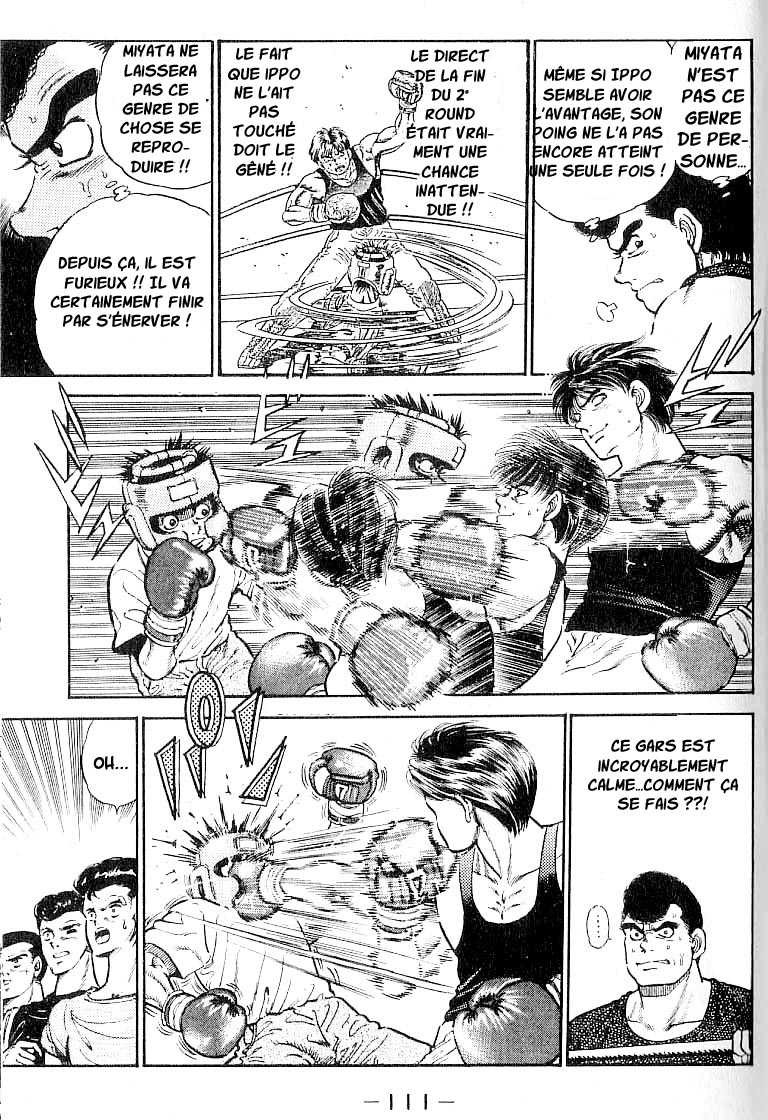 MIYATA
N'EST
PAS CE
GENRE
DE PER-
SONNE...
MÊME SI IPPO
SEMBLE AVOIR
L'AVANTAGE, SON
POING NE L'A PAS
ENCORE ATTEINT
UNE SEULE FOIS !
LE DIRECT
DE LA FIN
DU 2e
ROUND
ÉTAIT VRAI-
MENT UNE
CHANCE
INATTEN-
DUE !!
LE FAIT
QUE IPPO
NE L'AIT
PAS
TOUCHÉ
DOIT LE
GÊNÉ !!
MIYATA NE
LAISSERA
PAS CE
GENRE DE
CHOSE SE
REPRO-
DUIRE !!
DEPUIS ÇA, IL EST
FURIEUX !! IL VA
CERTAINEMENT FINIR
PAR S'ÉNERVER !
CE GARS EST
INCROYABLEMENT
CALME...COMMENT ÇA
SE FAIS ??!
......
OH...
— 111 —